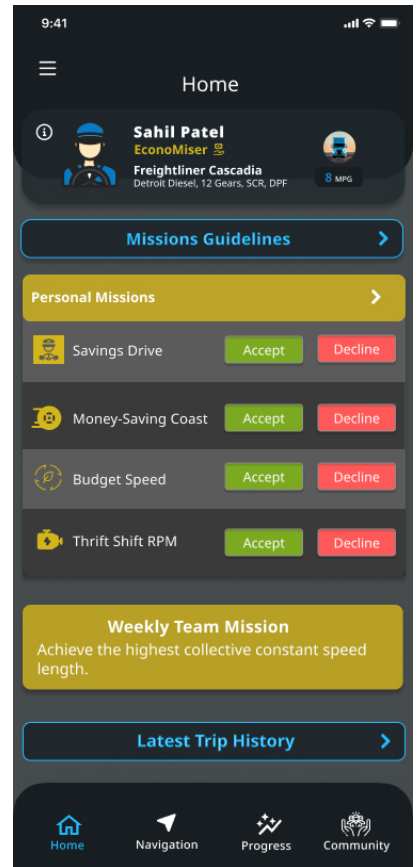 9:41
Home
Sahil Patel
EconoMiser
Freightliner Cascadia
Detroit Diesel, 12 Gears, SCR, DPF
8 MPG
Missions Guidelines
Personal Missions
Savings Drive Accept Decline
Money-Saving Coast Accept Decline
Budget Speed Accept Decline
Thrift Shift RPM Accept Decline
Weekly Team Mission
Achieve the highest collective constant speed
length.
Latest Trip History
Home Navigation Progress Community